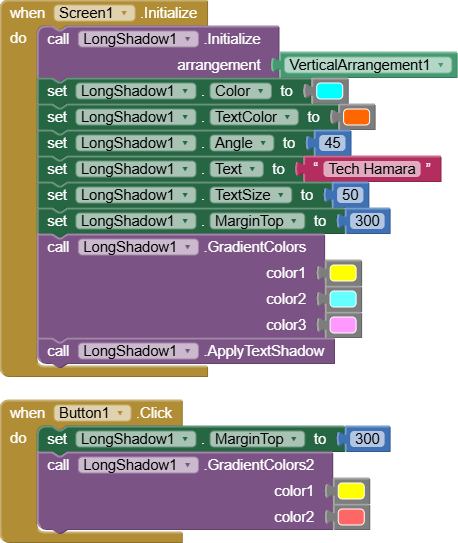 when Screen1 .Initialize
do call LongShadow1 .Initialize
arrangement VerticalArrangement1
set LongShadow1 . Color to
set LongShadow1 . TextColor to
set LongShadow1 . Angle to 45
set LongShadow1 . Text to “ Tech Hamara ”
set LongShadow1 . TextSize to 50
set LongShadow1 . MarginTop to 300
call LongShadow1 .GradientColors
color1
color2
color3
call LongShadow1 .ApplyTextShadow
when Button1 .Click
do set LongShadow1 . MarginTop to 300
call LongShadow1 .GradientColors2
color1
color2